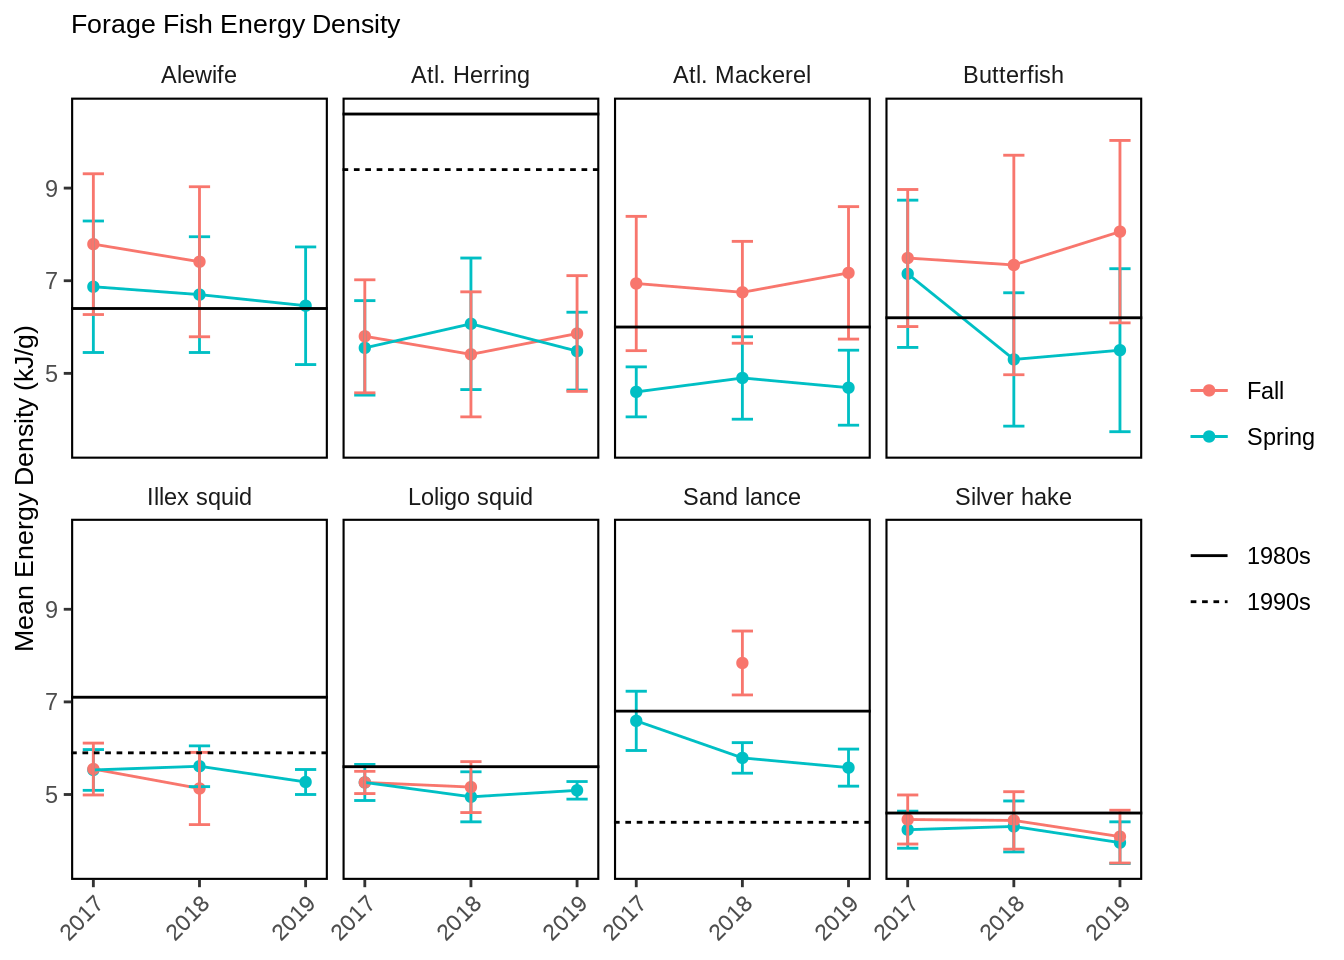 Forage Fish Energy Density
Alewife
Atl. Herring
Atl. Mackerel
Butterfish
9
7
5
Mean Energy Density (kJ/g)
Illex squid
Loligo squid
Sand lance
Silver hake
9
7
5
2017
2018
2019
2017
2018
2019
2017
2018
2019
2017
2018
2019
Fall
Spring
1980s
1990s